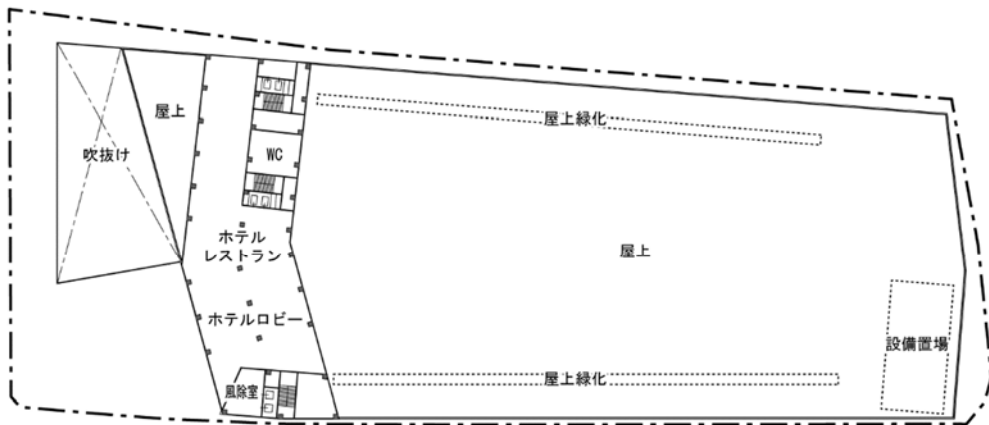 屋上
屋上緑化
吹抜け
WC
ホテル
レストラン
屋上
ホテルロビー
設備置場
屋上緑化
風除室